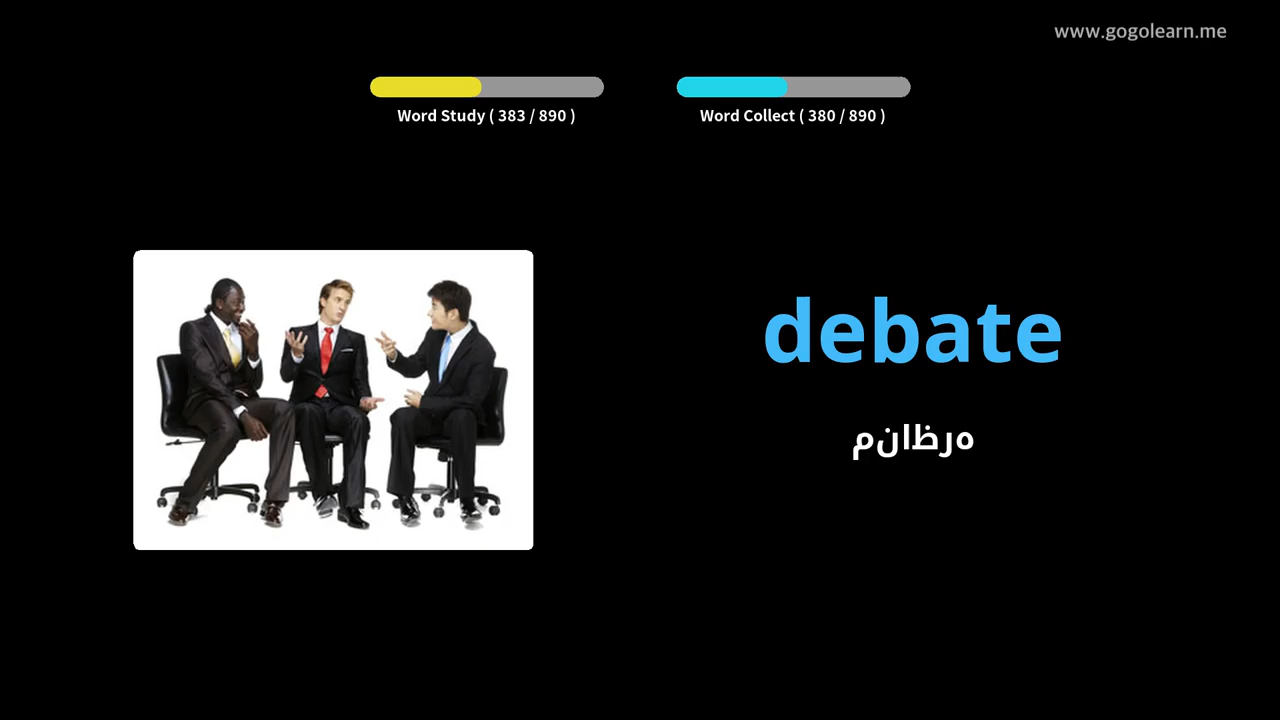 www.gogolearn.me
Word Study ( 383 / 890 )
Word Collect ( 380 / 890 )
debate
مناظره